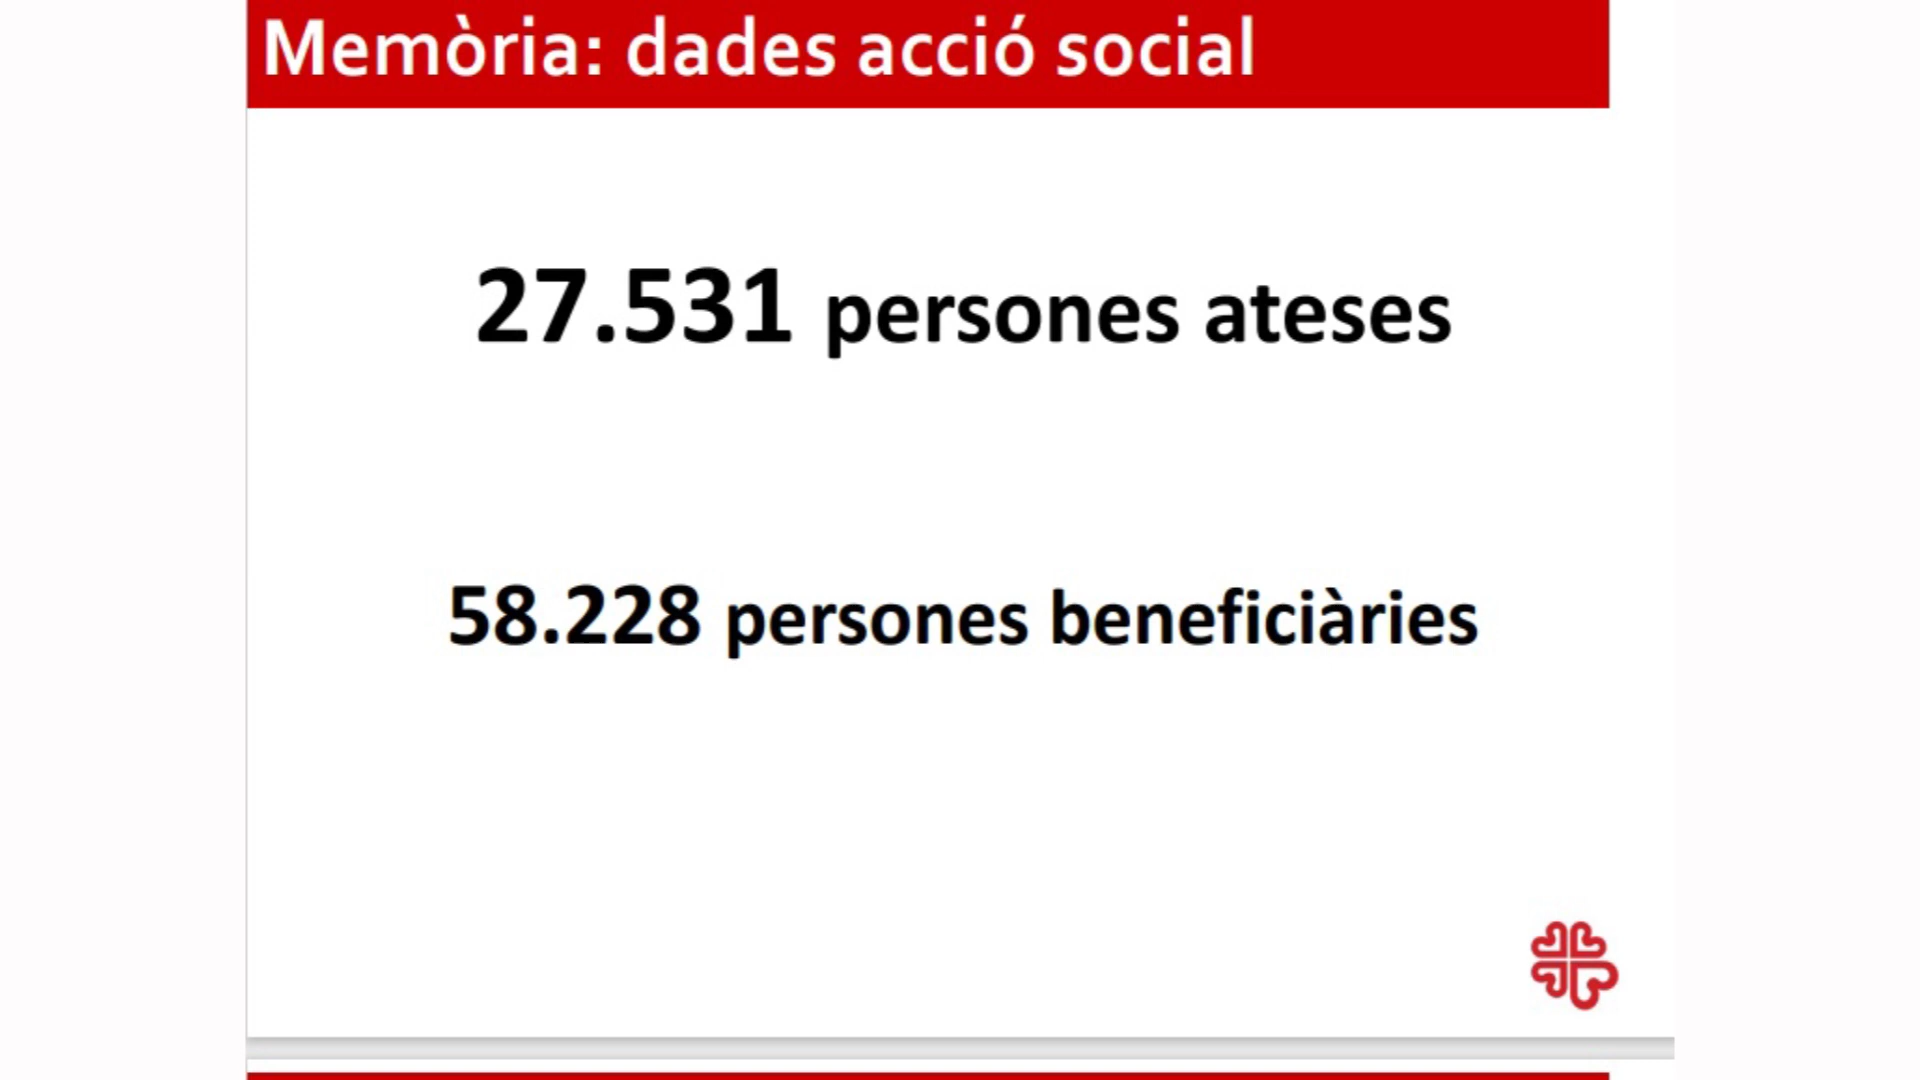 Memòria: dades acció social
27.531 persones ateses
58.228 persones beneficiàries